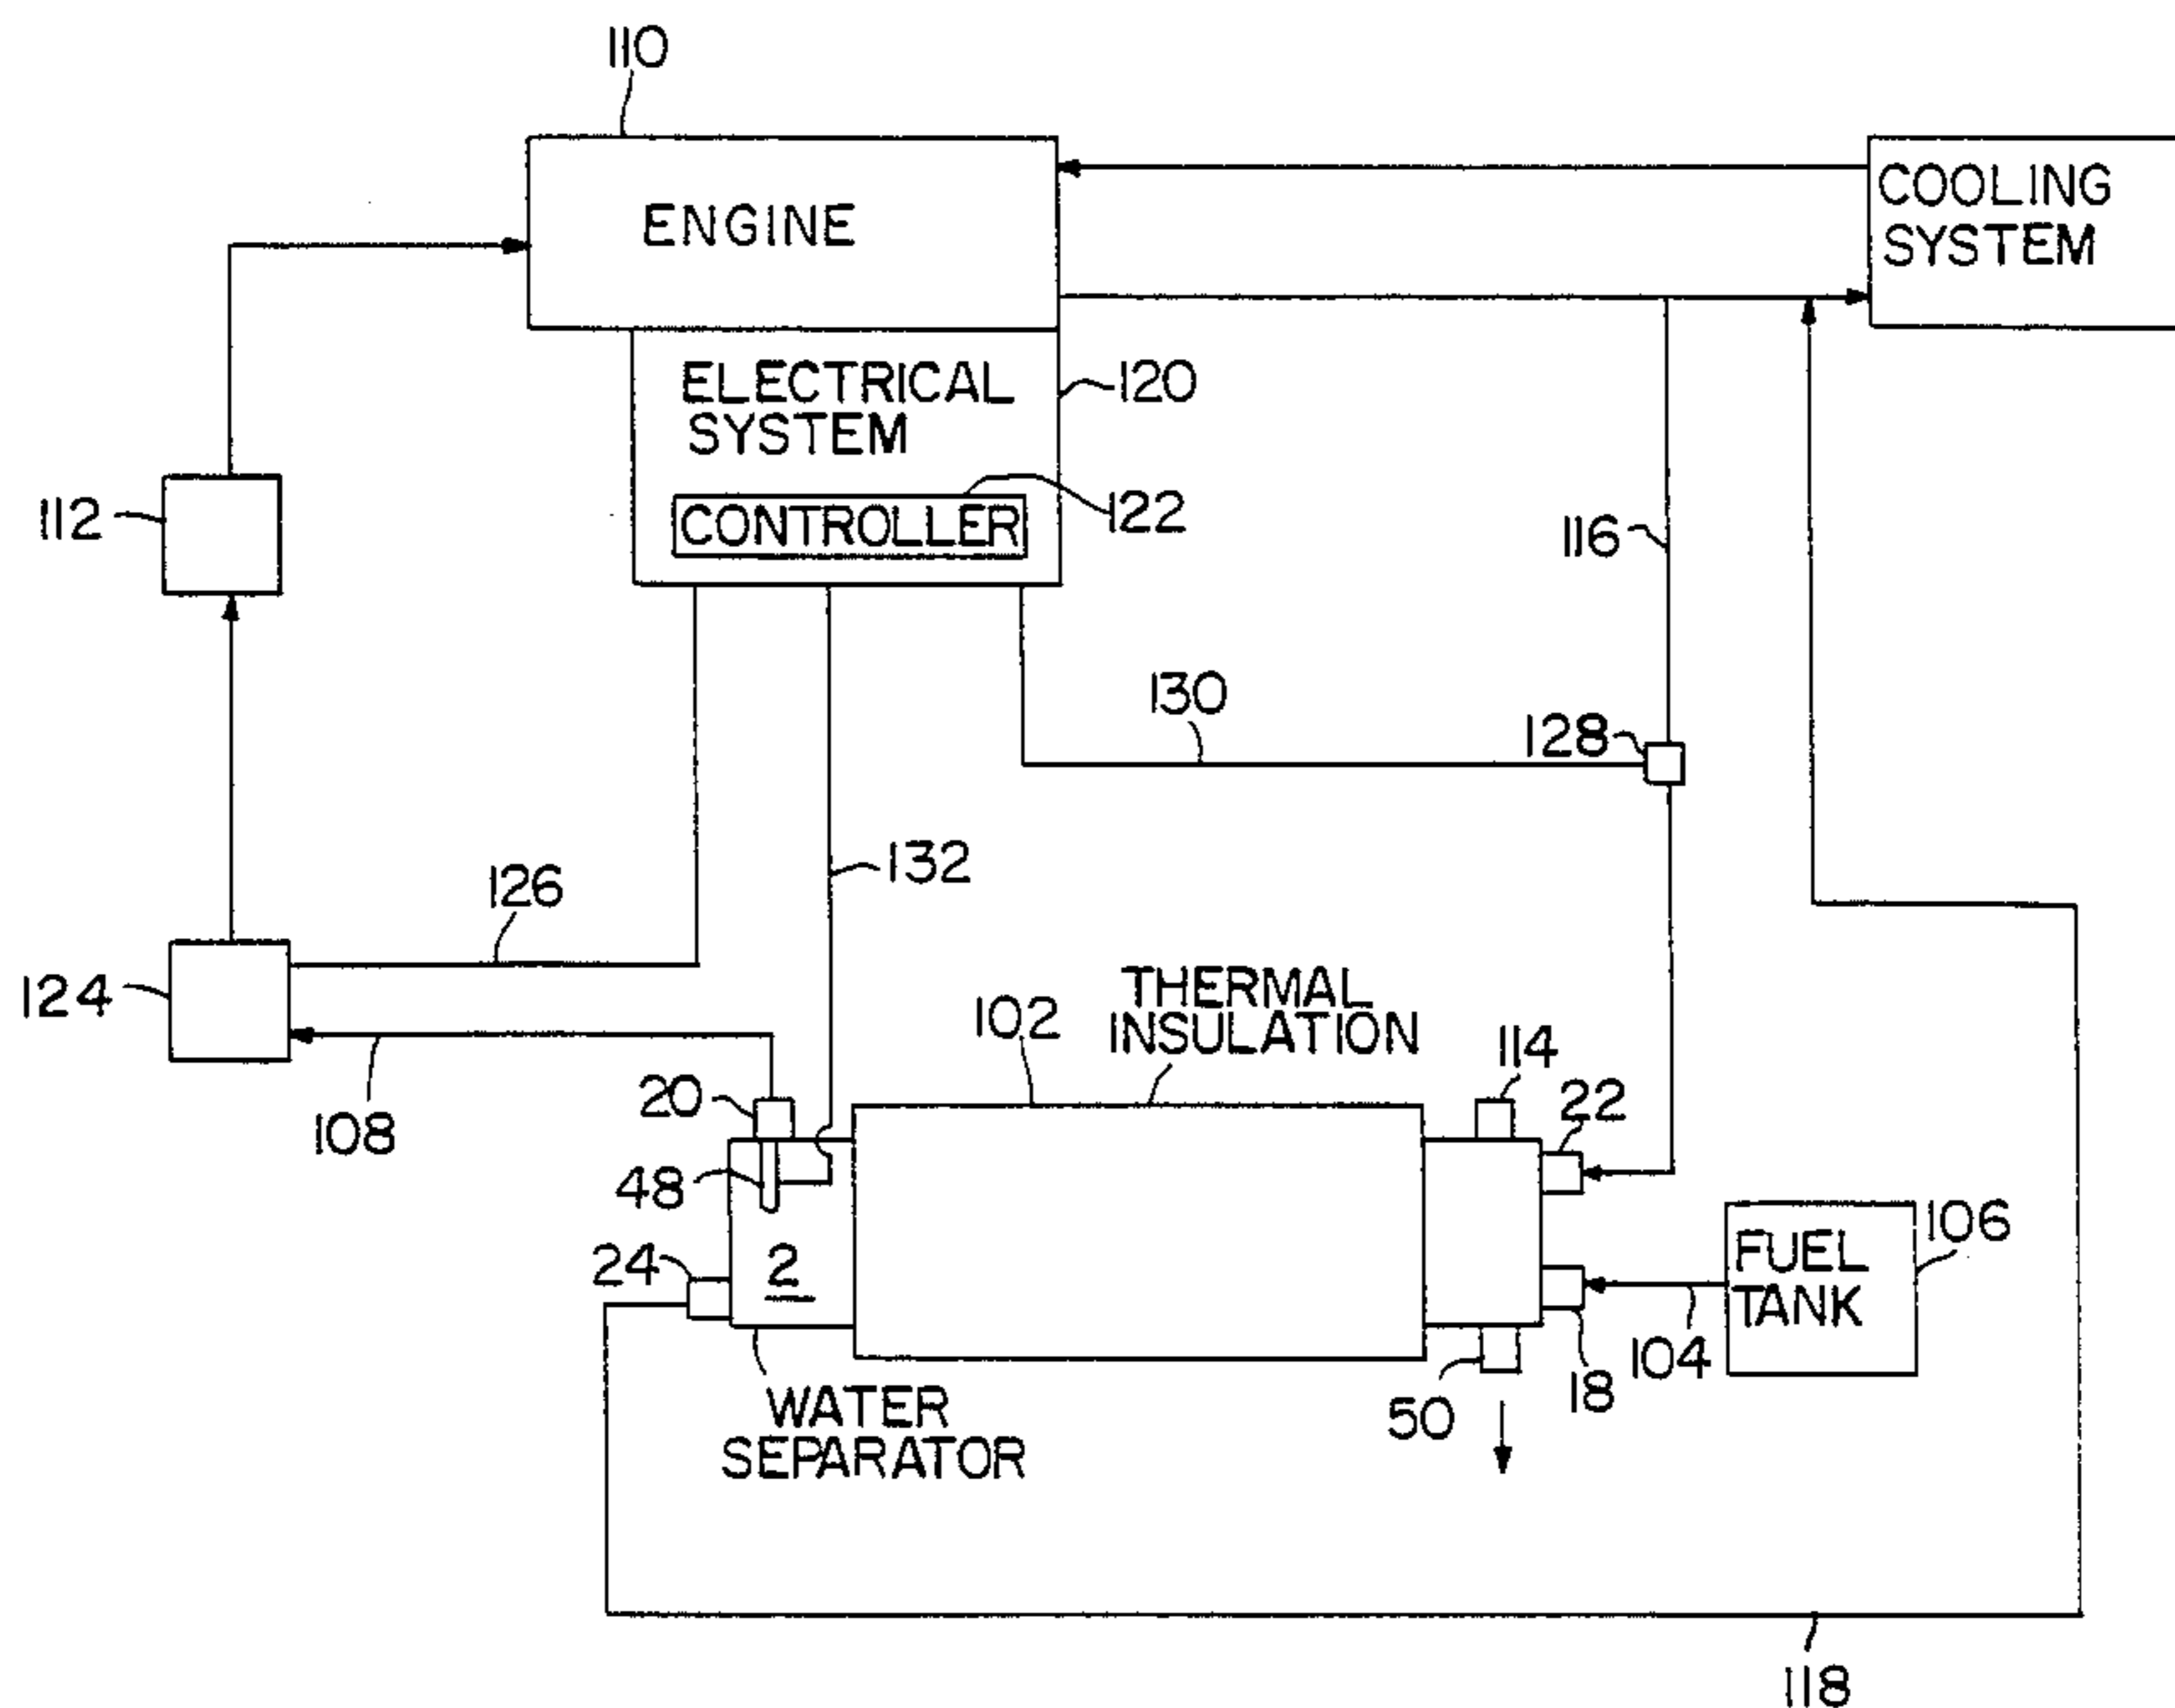 110
ENGINE
COOLING
SYSTEM
ELECTRICAL
SYSTEM
120
CONTROLLER
122
112
116
130
128
132
126
124
THERMAL
INSULATION
102
114
20
22
108
48
106
FUEL
TANK
24
2
104
18
50
WATER
SEPARATOR
118